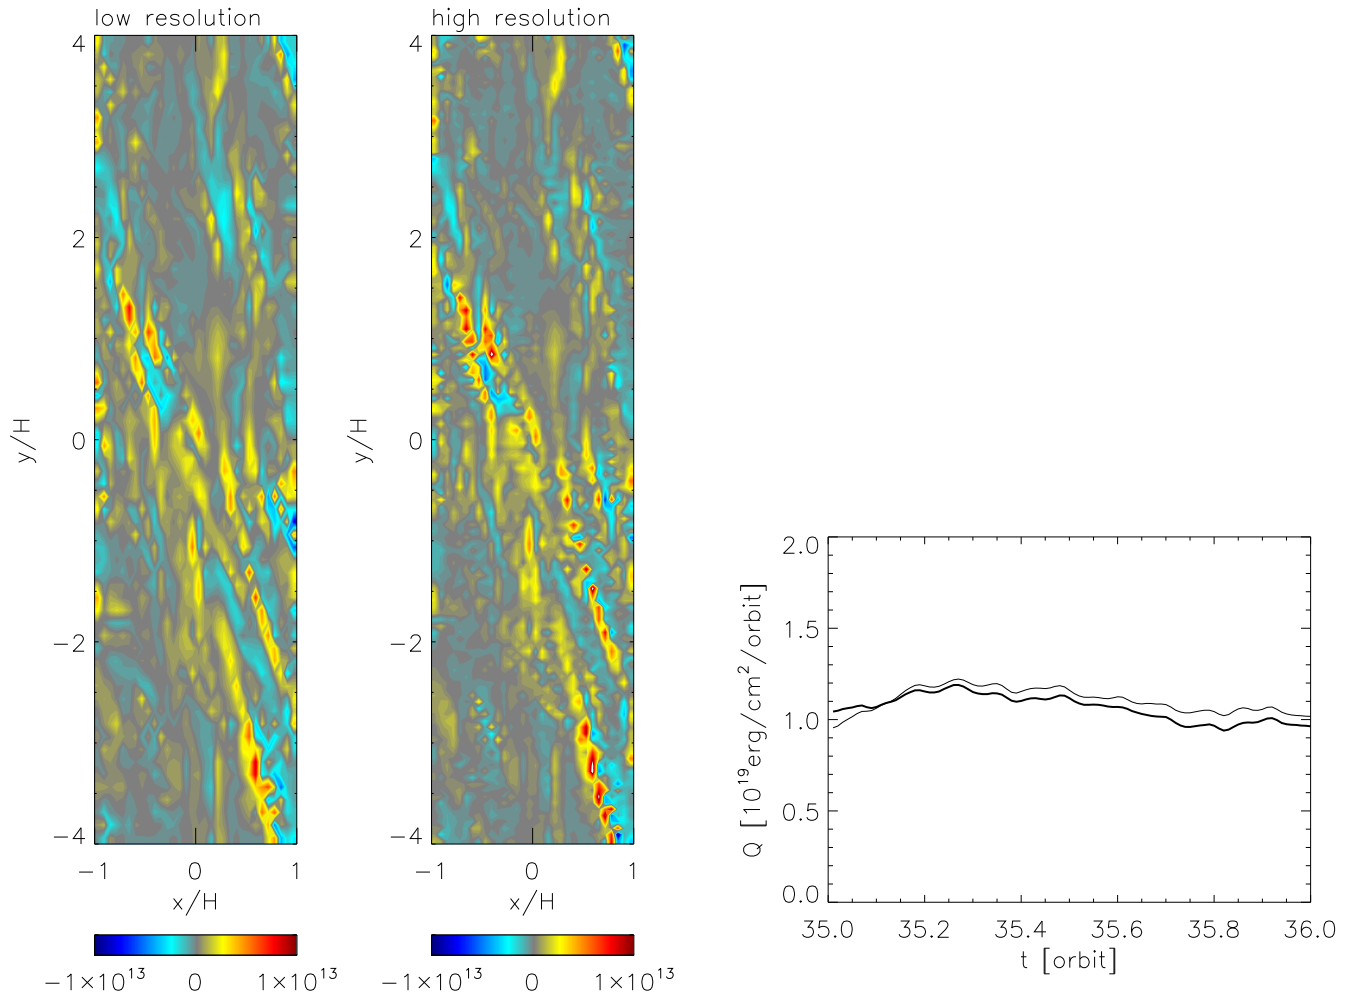 low resolution
4
2
0
−2
−4
y/H
−1 0 1
x/H
−1×10¹³ 0 1×10¹³
high resolution
4
2
0
−2
−4
y/H
−1 0 1
x/H
−1×10¹³ 0 1×10¹³
2.0
1.5
1.0
0.5
0.0
Q [10¹⁹erg/cm²/orbit]
35.0 35.2 35.4 35.6 35.8 36.0
t [orbit]